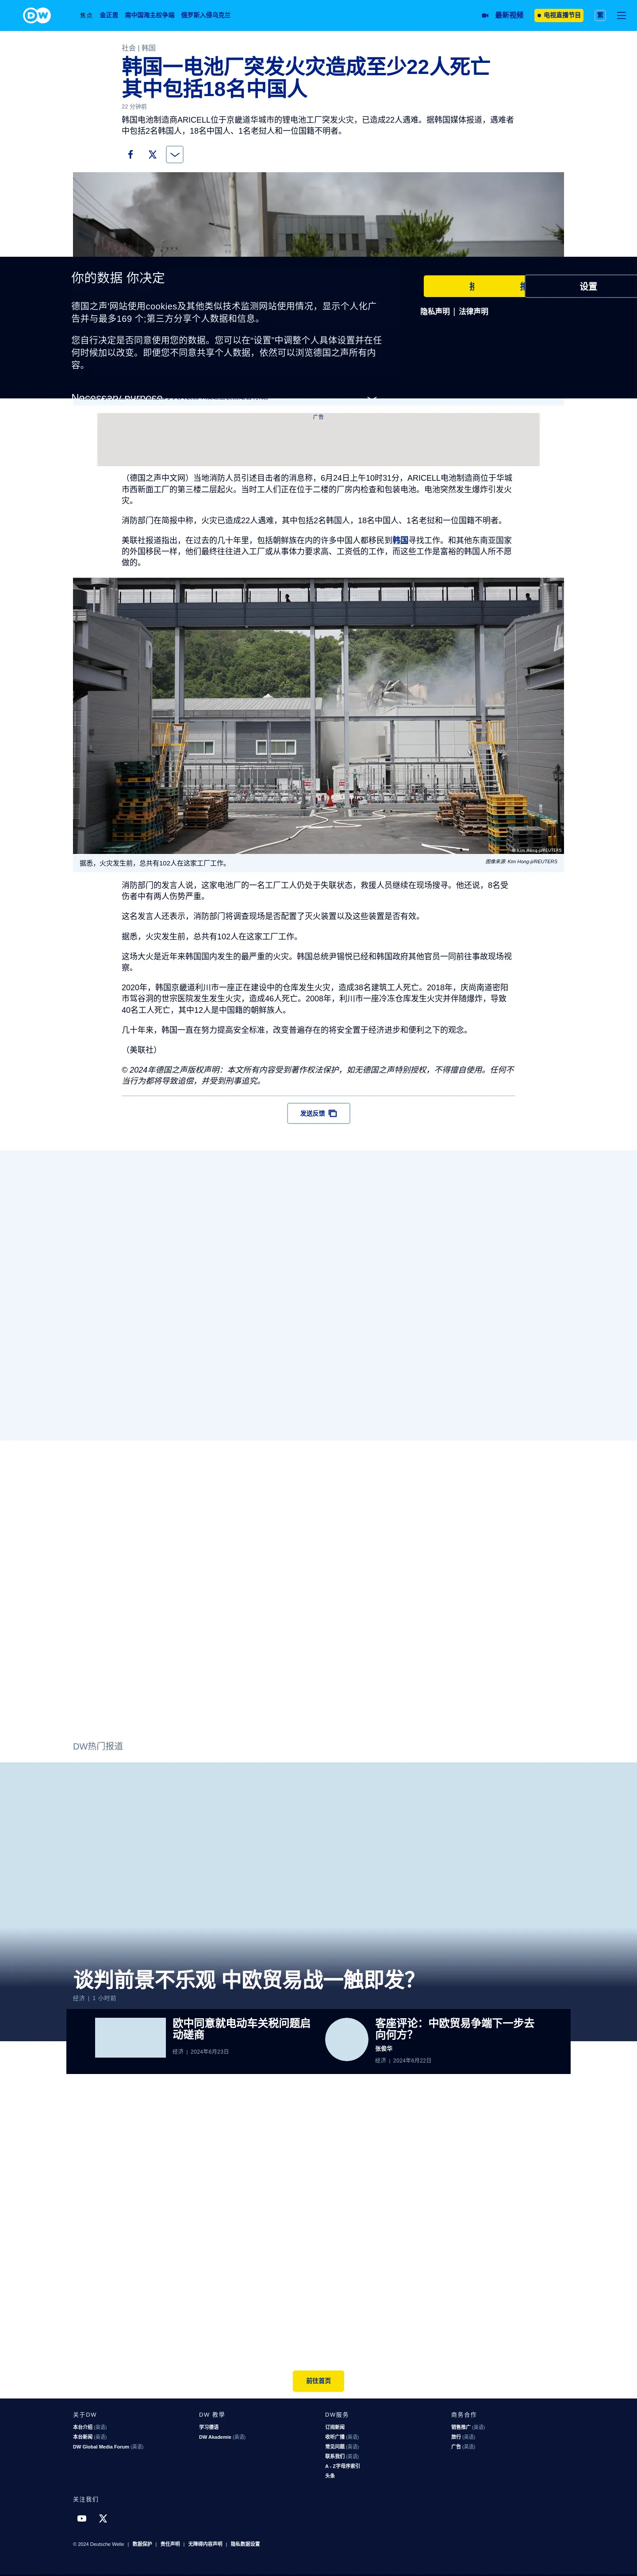 DW
焦点 金正恩 南中国海主权争端 俄罗斯入侵乌克兰
最新视频 电视直播节目 繁
社会 | 韩国
韩国一电池厂突发火灾造成至少22人死亡
其中包括18名中国人
22 分钟前
韩国电池制造商ARICELL位于京畿道华城市的锂电池工厂突发火灾，已造成22人遇难。据韩国媒体报道，遇难者
中包括2名韩国人，18名中国人、1名老挝人和一位国籍不明者。
你的数据 你决定
德国之声'网站使用cookies及其他类似技术监测网站使用情况，显示个人化广
告并与最多169 个;第三方分享个人数据和信息。
您自行决定是否同意使用您的数据。您可以在“设置”中调整个人具体设置并在任
何时候加以改变。即便您不同意共享个人数据，依然可以浏览德国之声所有内
容。
Necessary purpose
设置
隐私声明 | 法律声明
广告
（德国之声中文网）当地消防人员引述目击者的消息称，6月24日上午10时31分，ARICELL电池制造商位于华城
市西新面工厂的第三楼二层起火。当时工人们正在位于二楼的厂房内检查和包装电池。电池突然发生爆炸引发火
灾。
消防部门在简报中称，火灾已造成22人遇难，其中包括2名韩国人，18名中国人、1名老挝和一位国籍不明者。
美联社报道指出，在过去的几十年里，包括朝鲜族在内的许多中国人都移民到韩国寻找工作。和其他东南亚国家
的外国移民一样，他们最终往往进入工厂或从事体力要求高、工资低的工作，而这些工作是富裕的韩国人所不愿
做的。
© Kim Hong-ji/REUTERS
据悉，火灾发生前，总共有102人在这家工厂工作。
图像来源: Kim Hong-ji/REUTERS
消防部门的发言人说，这家电池厂的一名工厂工人仍处于失联状态，救援人员继续在现场搜寻。他还说，8名受
伤者中有两人伤势严重。
这名发言人还表示，消防部门将调查现场是否配置了灭火装置以及这些装置是否有效。
据悉，火灾发生前，总共有102人在这家工厂工作。
这场大火是近年来韩国国内发生的最严重的火灾。韩国总统尹锡悦已经和韩国政府其他官员一同前往事故现场视
察。
2020年，韩国京畿道利川市一座正在建设中的仓库发生火灾，造成38名建筑工人死亡。2018年，庆尚南道密阳
市驾谷洞的世宗医院发生发生火灾，造成46人死亡。2008年，利川市一座冷冻仓库发生火灾并伴随爆炸，导致
40名工人死亡，其中12人是中国籍的朝鲜族人。
几十年来，韩国一直在努力提高安全标准，改变普遍存在的将安全置于经济进步和便利之下的观念。
（美联社）
© 2024年德国之声版权声明：本文所有内容受到著作权法保护，如无德国之声特别授权，不得擅自使用。任何不
当行为都将导致追偿，并受到刑事追究。
发送反馈
DW热门报道
谈判前景不乐观 中欧贸易战一触即发？
经济 | 1 小时前
欧中同意就电动车关税问题启
动磋商
经济 | 2024年6月23日
客座评论：中欧贸易争端下一步去
向何方？
张俊华
经济 | 2024年6月22日
前往首页
关于DW
本台介绍 (英语)
本台新闻 (英语)
DW Global Media Forum (英语)
DW 教学
学习德语
DW Akademie (英语)
DW服务
订阅新闻
收听广播 (英语)
常见问题 (英语)
联系我们 (英语)
A - Z字母序索引
头条
商务合作
销售推广 (英语)
旅行 (英语)
广告 (英语)
关注我们
© 2024 Deutsche Welle | 数据保护 | 责任声明 | 无障碍内容声明 | 隐私数据设置